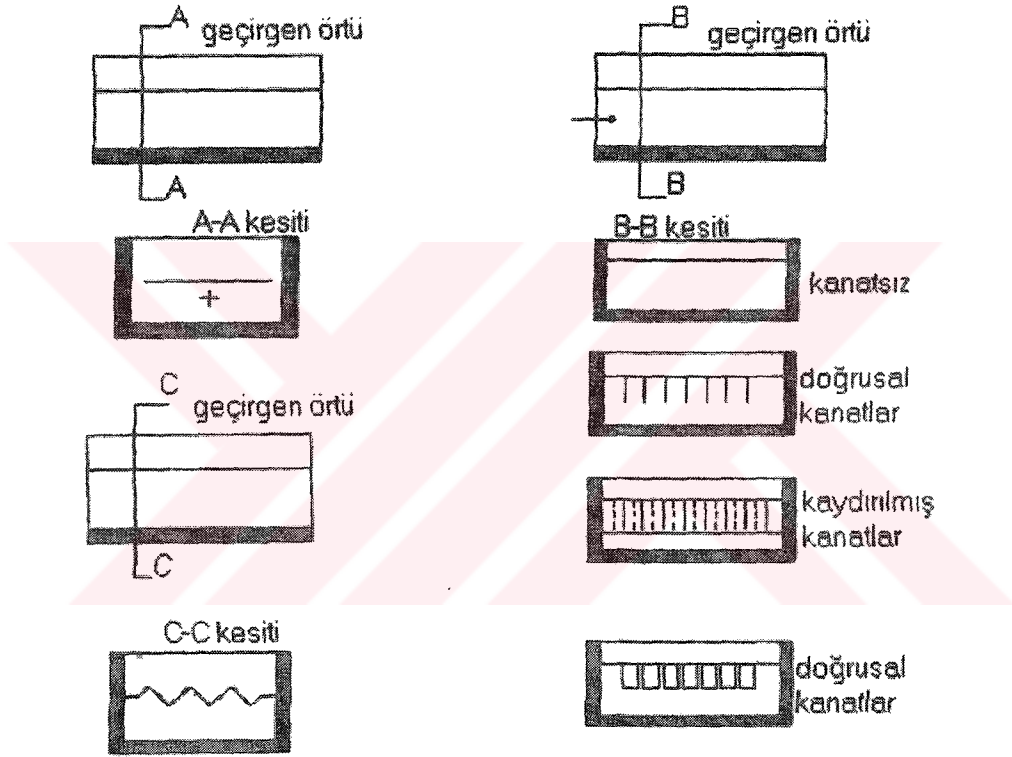 A
geçirgen örtü
A
A-A kesiti
+
C
geçirgen örtü
C
C-C kesiti
B
geçirgen örtü
B
B-B kesiti
kanatsız
doğrusal
kanatlar
kaydırılmış
kanatlar
doğrusal
kanatlar